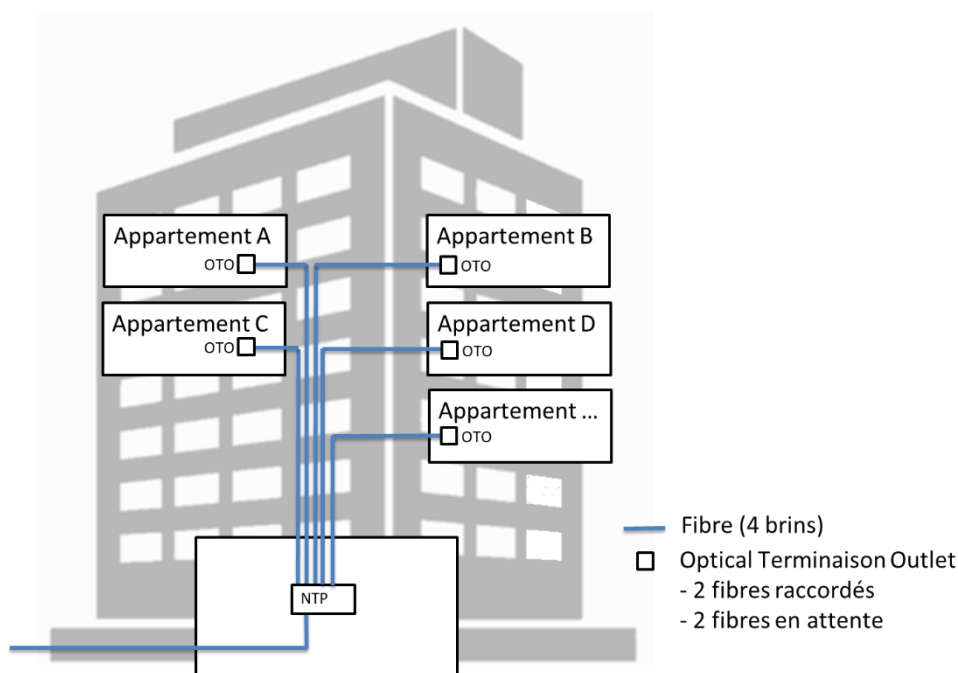 Appartement A
OTO
Appartement B
OTO
Appartement C
OTO
Appartement D
OTO
Appartement ...
OTO
NTP
Fibre (4 brins)
Optical Terminaison Outlet
- 2 fibres raccordés
- 2 fibres en attente